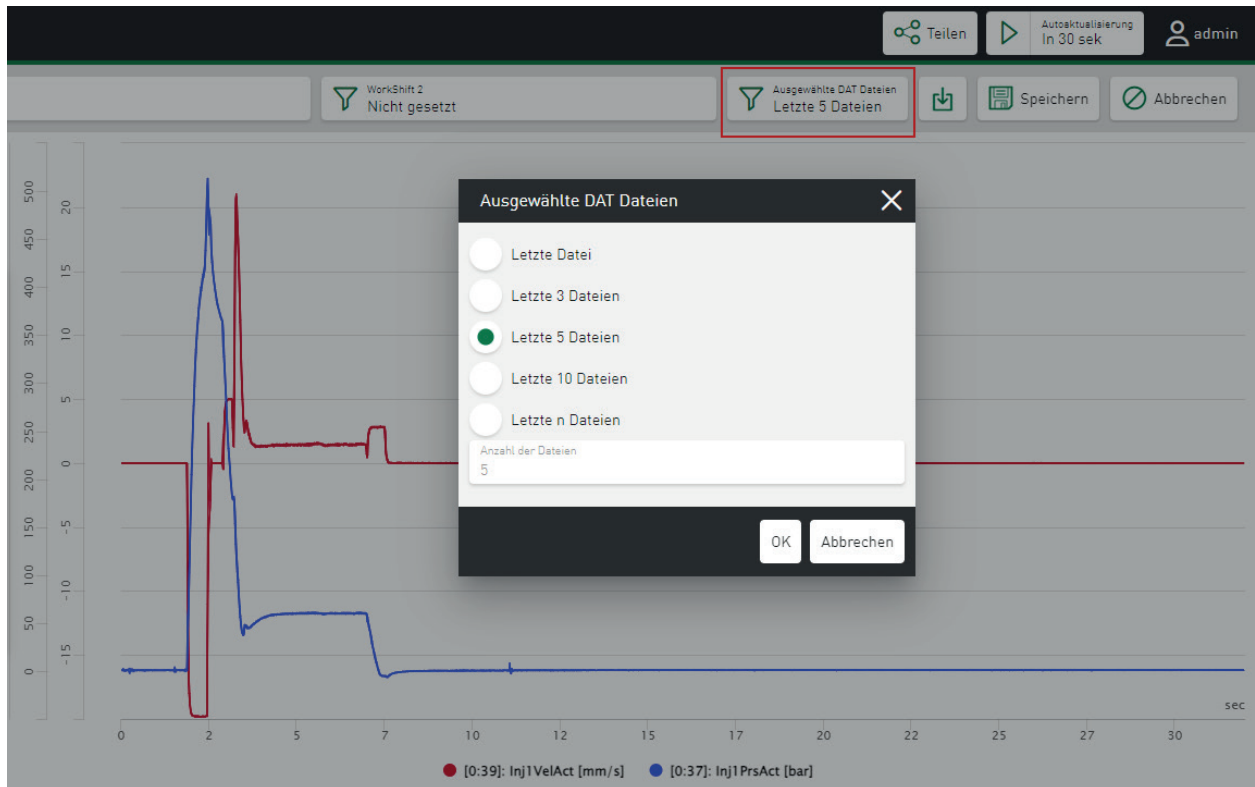 Teilen
Autoaktualisierung
In 30 sek
admin
WorkShift 2
Nicht gesetzt
Ausgewählte DAT Dateien
Letzte 5 Dateien
Speichern
Abbrechen
Ausgewählte DAT Dateien
Letzte Datei
Letzte 3 Dateien
Letzte 5 Dateien
Letzte 10 Dateien
Letzte n Dateien
Anzahl der Dateien
5
OK
Abbrechen
500
450
400
350
300
250
200
150
100
50
0
20
15
10
5
0
-5
-10
-15
sec
0 2 5 7 10 12 15 17 20 22 25 27 30
[0:39]: Inj1VelAct [mm/s] [0:37]: Inj1PrsAct [bar]